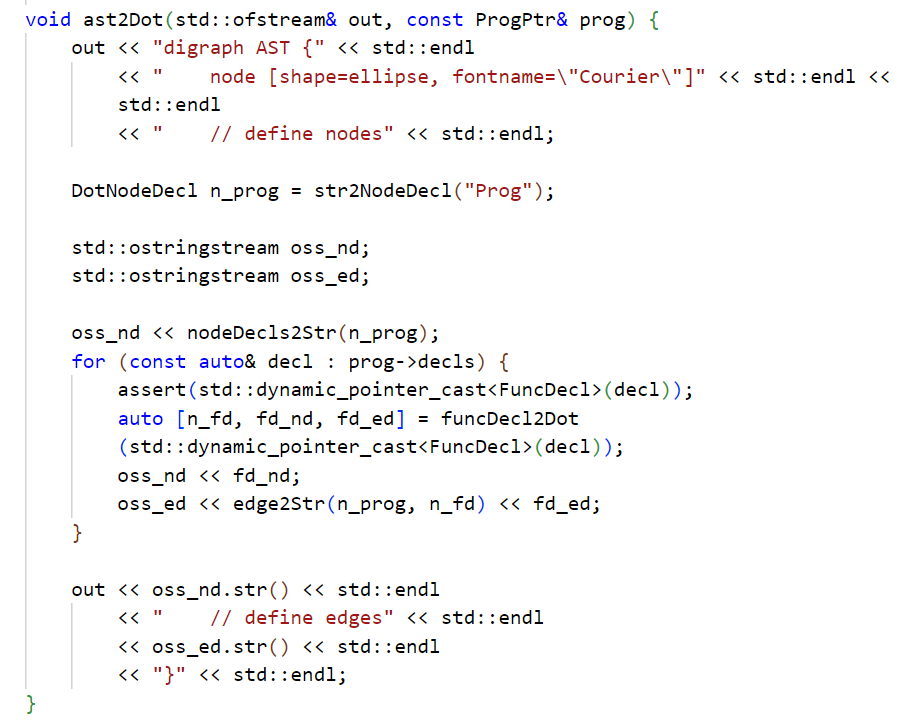 void ast2Dot(std::ofstream& out, const ProgPtr& prog) {
    out << "digraph AST {" << std::endl
        << "    node [shape=ellipse, fontname=\"Courier\"]" << std::endl <<
        std::endl
        << "    // define nodes" << std::endl;

    DotNodeDecl n_prog = str2NodeDecl("Prog");

    std::ostringstream oss_nd;
    std::ostringstream oss_ed;

    oss_nd << nodeDecls2Str(n_prog);
    for (const auto& decl : prog->decls) {
        assert(std::dynamic_pointer_cast<FuncDecl>(decl));
        auto [n_fd, fd_nd, fd_ed] = funcDecl2Dot
        (std::dynamic_pointer_cast<FuncDecl>(decl));
        oss_nd << fd_nd;
        oss_ed << edge2Str(n_prog, n_fd) << fd_ed;
    }

    out << oss_nd.str() << std::endl
        << "    // define edges" << std::endl
        << oss_ed.str() << std::endl
        << "}" << std::endl;
}